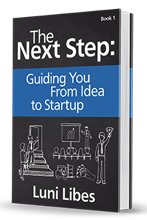 Book 1
The
Next Step:
Guiding You
From Idea
to Startup
Luni Libes